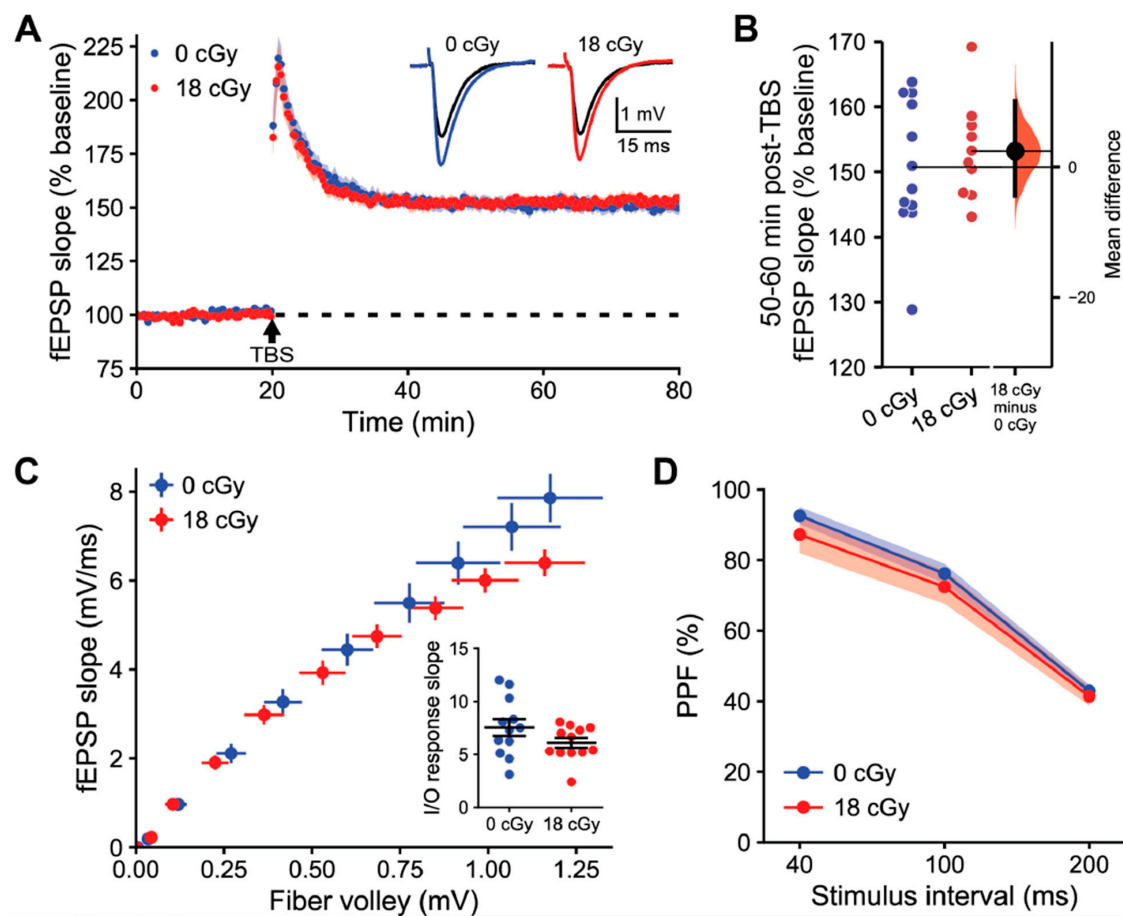 A
fEPSP slope (% baseline)
225
200
175
150
125
100
75
0 cGy
18 cGy
0 cGy
18 cGy
1 mV
15 ms
TBS
0
20
40
60
80
Time (min)
B
50-60 min post-TBS
fEPSP slope (% baseline)
170
160
150
140
130
120
0
−20
Mean difference
0 cGy
18 cGy
18 cGy
minus
0 cGy
C
fEPSP slope (mV/ms)
8
6
4
2
0
0 cGy
18 cGy
I/O response slope
15
10
5
0
0 cGy
18 cGy
0.00
0.25
0.50
0.75
1.00
1.25
Fiber volley (mV)
D
PPF (%)
100
80
60
40
20
0
0 cGy
18 cGy
40
100
200
Stimulus interval (ms)